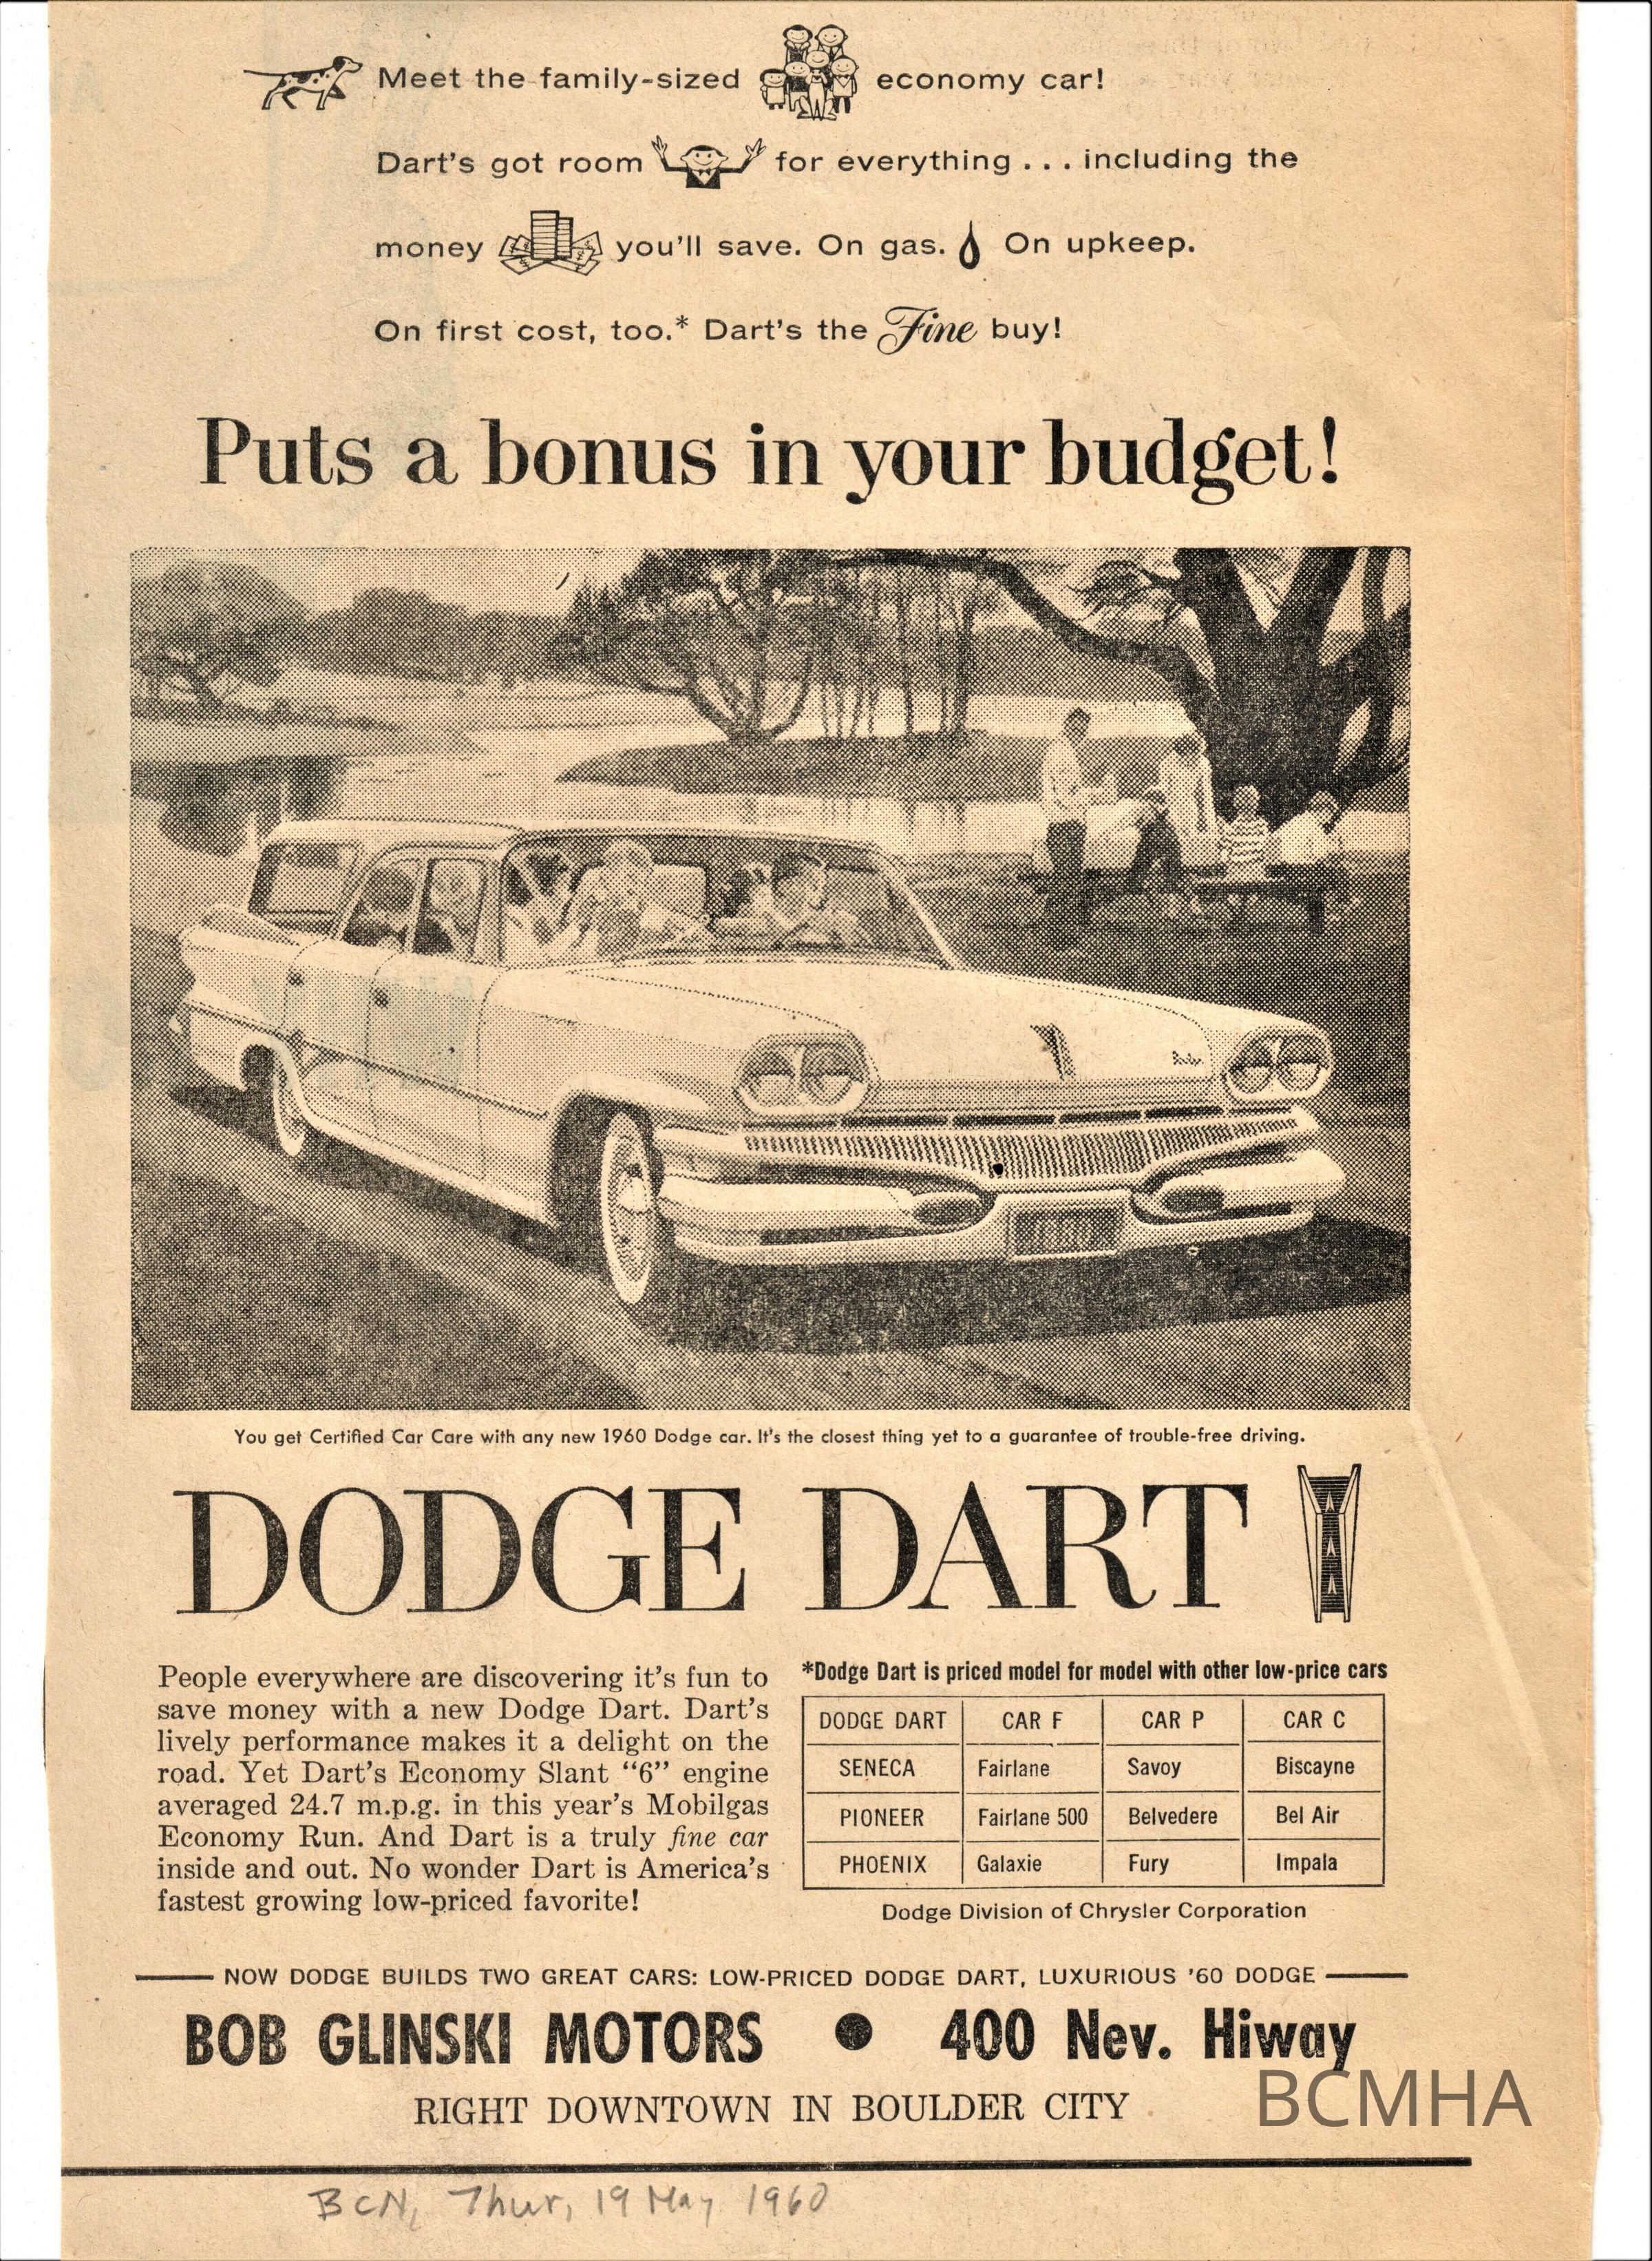 Meet the family-sized economy car!
Dart's got room for everything . . . including the
money you'll save. On gas. On upkeep.
On first cost, too.* Dart's the Fine buy!
Puts a bonus in your budget!
Dart
You get Certified Car Care with any new 1960 Dodge car. It's the closest thing yet to a guarantee of trouble-free driving.
DODGE DART
People everywhere are discovering it's fun to
save money with a new Dodge Dart. Dart's
lively performance makes it a delight on the
road. Yet Dart's Economy Slant "6" engine
averaged 24.7 m.p.g. in this year's Mobilgas
Economy Run. And Dart is a truly fine car
inside and out. No wonder Dart is America's
fastest growing low-priced favorite!
*Dodge Dart is priced model for model with other low-price cars
DODGE DART CAR F CAR P CAR C
SENECA Fairlane Savoy Biscayne
PIONEER Fairlane 500 Belvedere Bel Air
PHOENIX Galaxie Fury Impala
Dodge Division of Chrysler Corporation
NOW DODGE BUILDS TWO GREAT CARS: LOW-PRICED DODGE DART, LUXURIOUS '60 DODGE
BOB GLINSKI MOTORS ● 400 Nev. Hiway
RIGHT DOWNTOWN IN BOULDER CITY
BCMHA
BCN, Thur, 19 May 1960